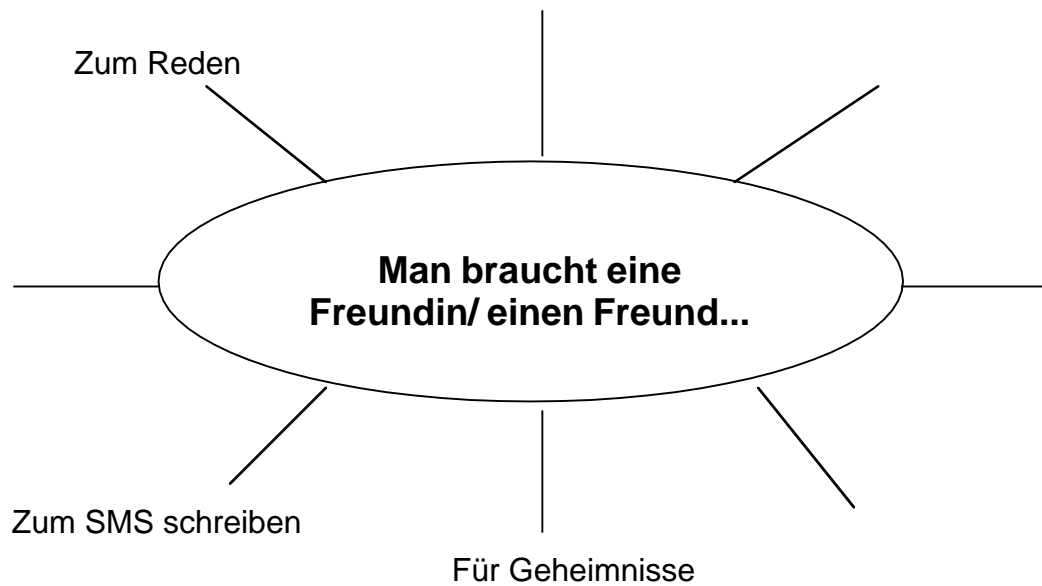 Zum Reden
Man braucht eine
Freundin/ einen Freund...
Zum SMS schreiben
Für Geheimnisse